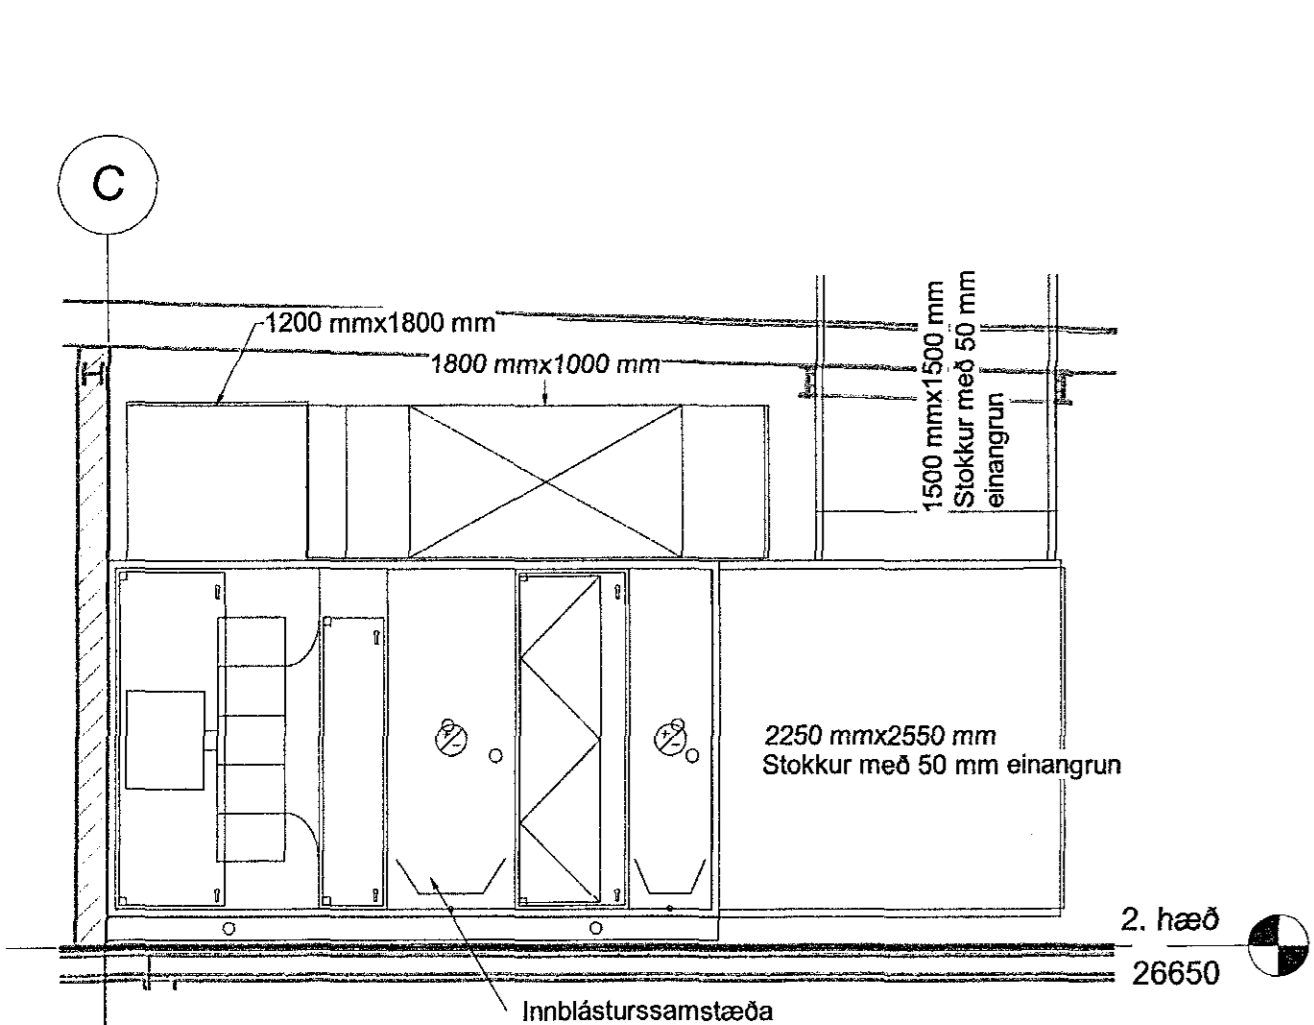 C
1200 mmx1800 mm
1800 mmx1000 mm
1500 mmx1500 mm
Stokkur með 50 mm
einangrun
2250 mmx2550 mm
Stokkur með 50 mm einangrun
2. hæð
26650
Innblásturssamstæða